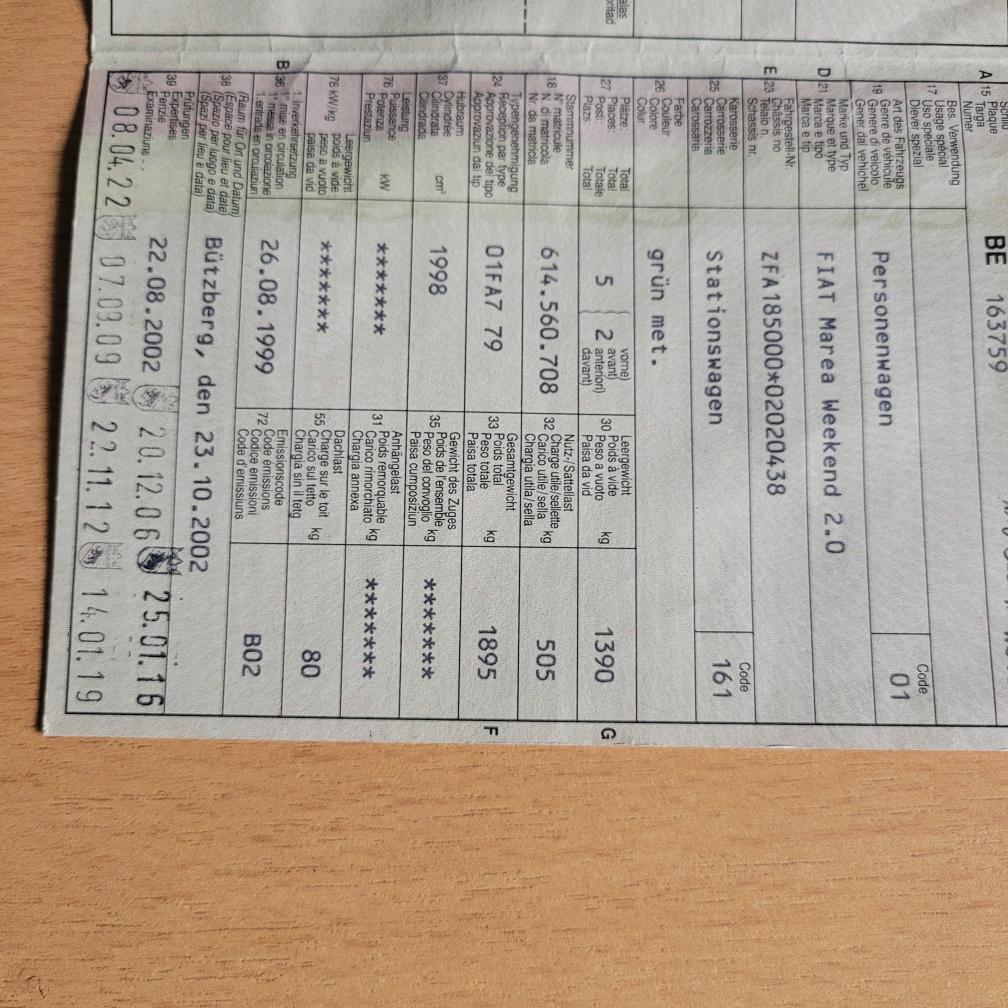 Plaque
A 15 Targa BE 163759
Numer
Bes. Verwendung
17 Usage spécial
Uso speciale
Diever spezial
Art des Fahrzeugs Code
19 Genre de véhicule Personenwagen 01
Genere di veicolo
Gener dal vehichel
Marke und Typ
D 21 Marque et type FIAT Marea Weekend 2.0
Marca e tipo
Marca e tip
Fahrgestell-Nr.
E 23 Châssis no ZFA185000*02020438
Telaio n.
Schassis nr.
Karosserie Code
25 Carrosserie Stationswagen 161
Carrozzeria
Carrossaria
Farbe
26 Couleur grün met.
Colore
Colur
Plätze Total vorne) Leergewicht
27 Places: Total 5 ( 2 avant) 30 Poids à vide 1390 G
Posti: Totale anteriori) Peso a vuoto kg
Plazs: Total davant) Paisa da vid
Stammnummer Nutz-/Sattellast
18 N° matricule 614.560.708 32 Charge utile/sellette kg 505
N. di matricola Carico utile/sella
Nr. da matricla Chargia utila/sella
Typengenehmigung Gesamtgewicht
24 Réception par type 01FA7 79 33 Poids total 1895 F
Approvazione del tipo Peso totale kg
Approvaziun dal tip Paisa totala
Hubraum Gewicht des Zuges
37 Cylindrée cm³ 1998 35 Poids de l'ensemble *******
Cilindrata Peso del convoglio kg
Cilindrada Paisa cumposiziun
Leistung Anhängelast
76 Puissance kW ******* 31 Poids remorquable *******
Potenza Carico rimorchiato kg
Prestaziun Chargia annexa
Leergewicht Dachlast
78 kW/kg poids à vide ******* 55 Charge sur le toit 80
peso a vuoto Carico sul tetto kg
paisa da vid Chargia sin il tetg
1. Inverkehrsetzung Emissionscode
B 36 1re mise en circulation 26.08.1999 72 Code émissions B02
1. messa in circolazione Codice emissioni
1. entrada en circulaziun Code d'emissiuns
(Raum für Ort und Datum)
38 (Espace pour lieu et date) Bützberg, den 23.10.2002
(Spazio per luogo e data)
(Spazi per lieu e data)
Prüfungen
39 Expertises 22.08.2002 20.12.06 25.01.16
Perizie
Examinaziuns
08.04.22 07.09.09 22.11.12 14.01.19